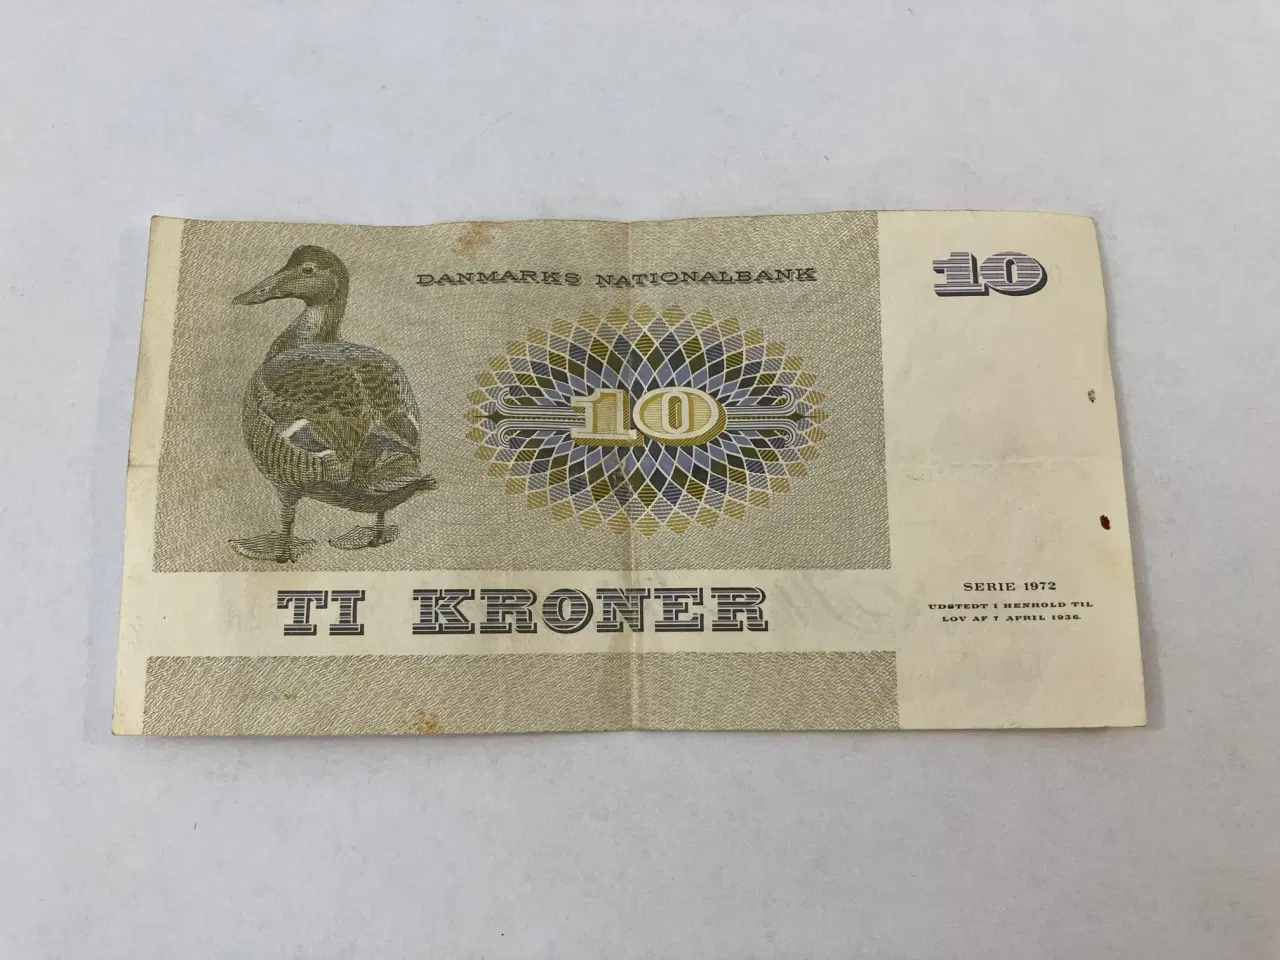 DANMARKS NATIONALBANK
10
10
TI KRONER
SERIE 1972
UDSTEDT I HENHOLD TIL
LOV AF 7 APRIL 1936.